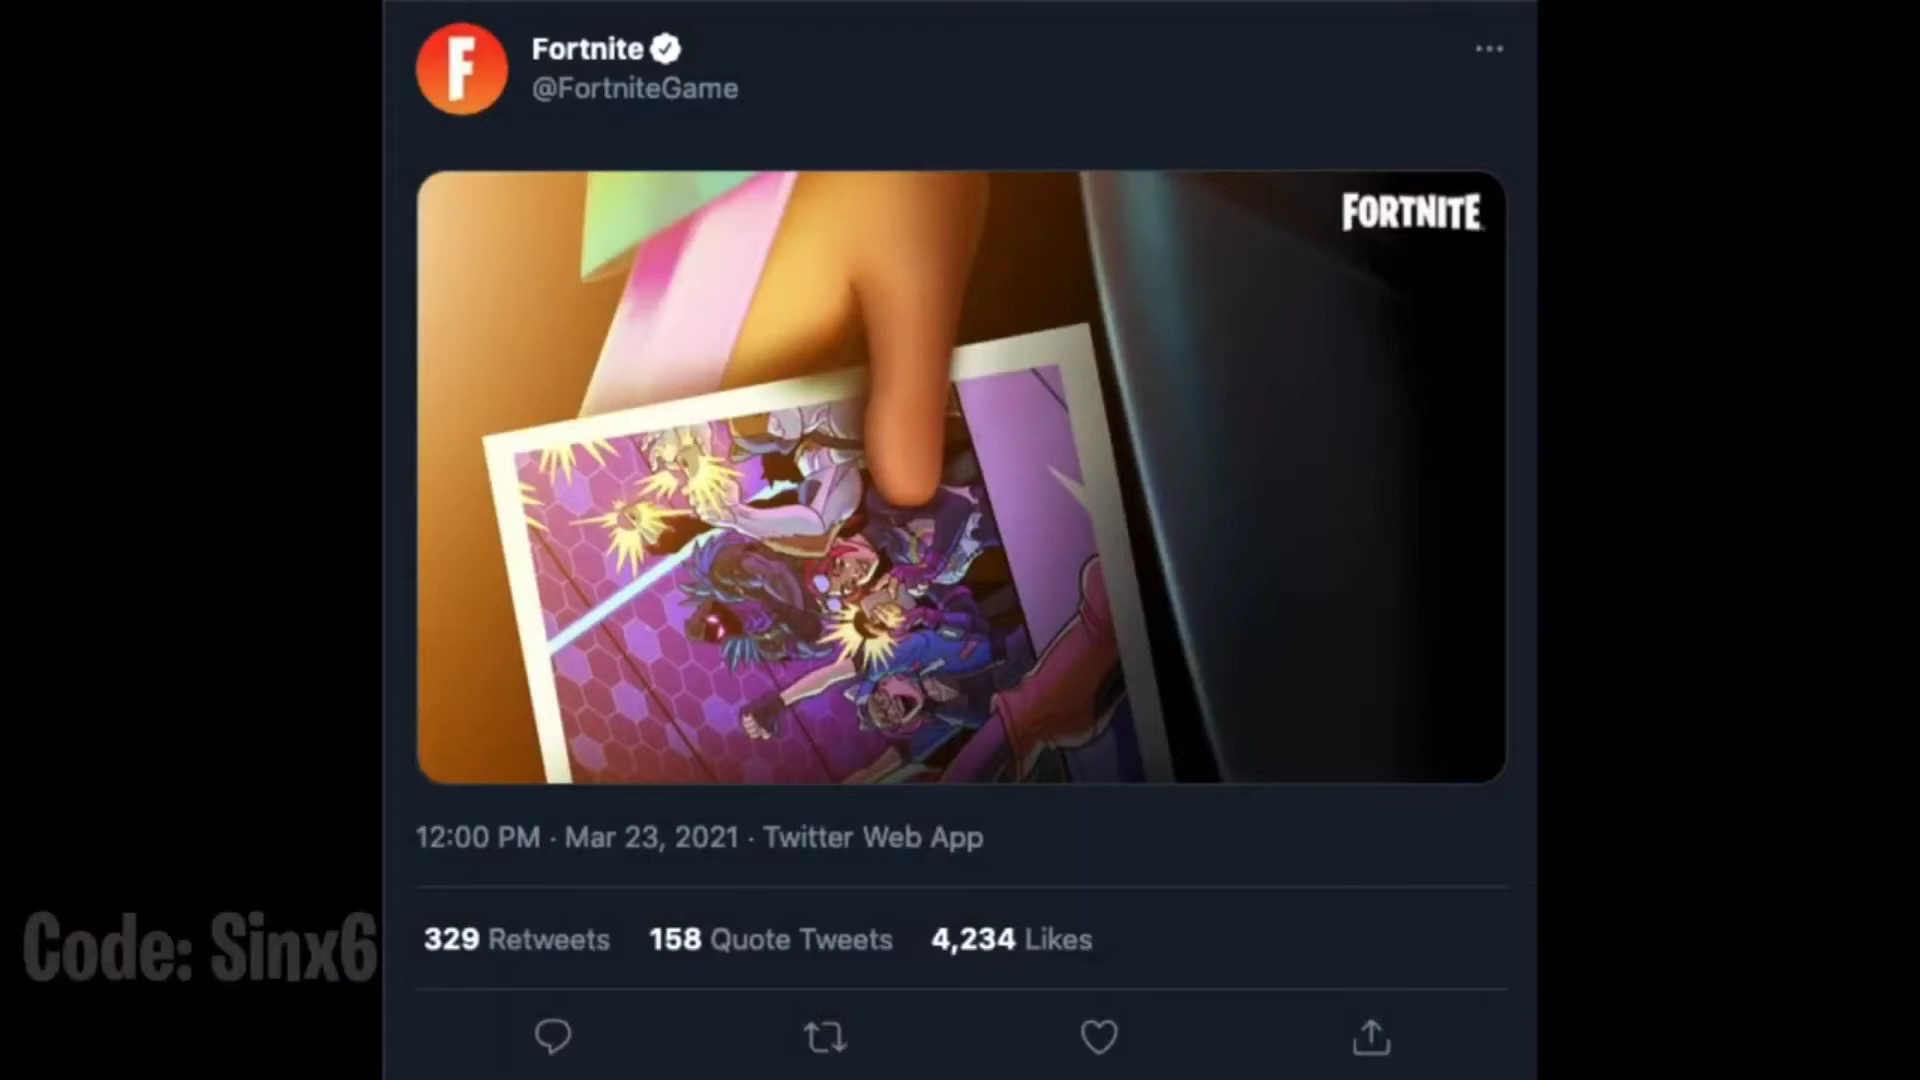 Fortnite
@FortniteGame
FORTNITE
12:00 PM · Mar 23, 2021 · Twitter Web App
329 Retweets 158 Quote Tweets 4,234 Likes
Code: Sinx6